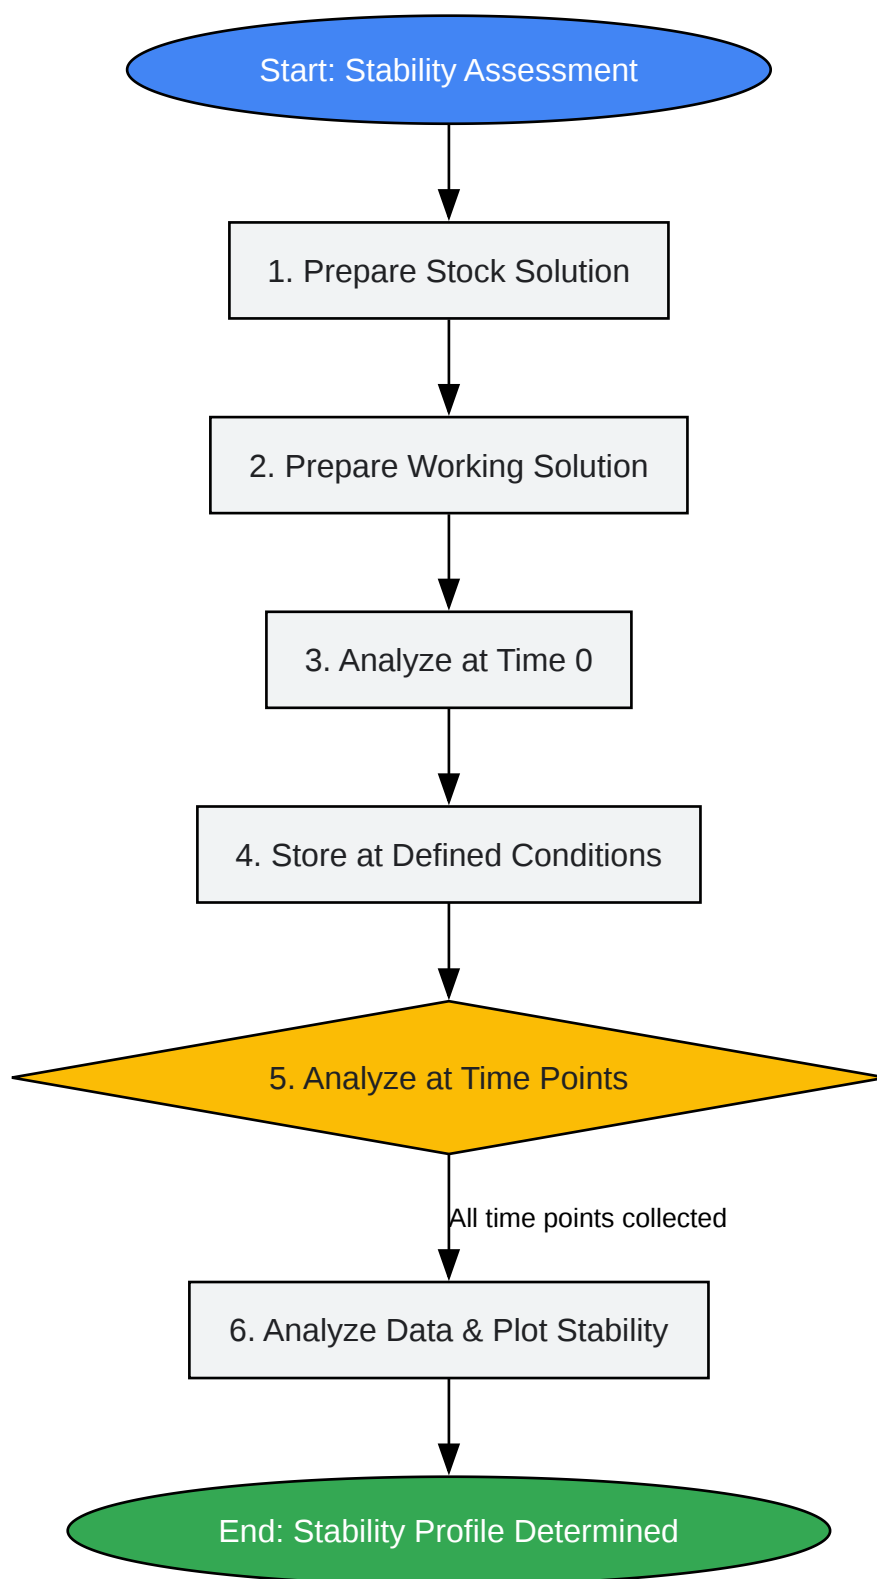 Start: Stability Assessment
1. Prepare Stock Solution
2. Prepare Working Solution
3. Analyze at Time 0
4. Store at Defined Conditions
5. Analyze at Time Points
All time points collected
6. Analyze Data & Plot Stability
End: Stability Profile Determined